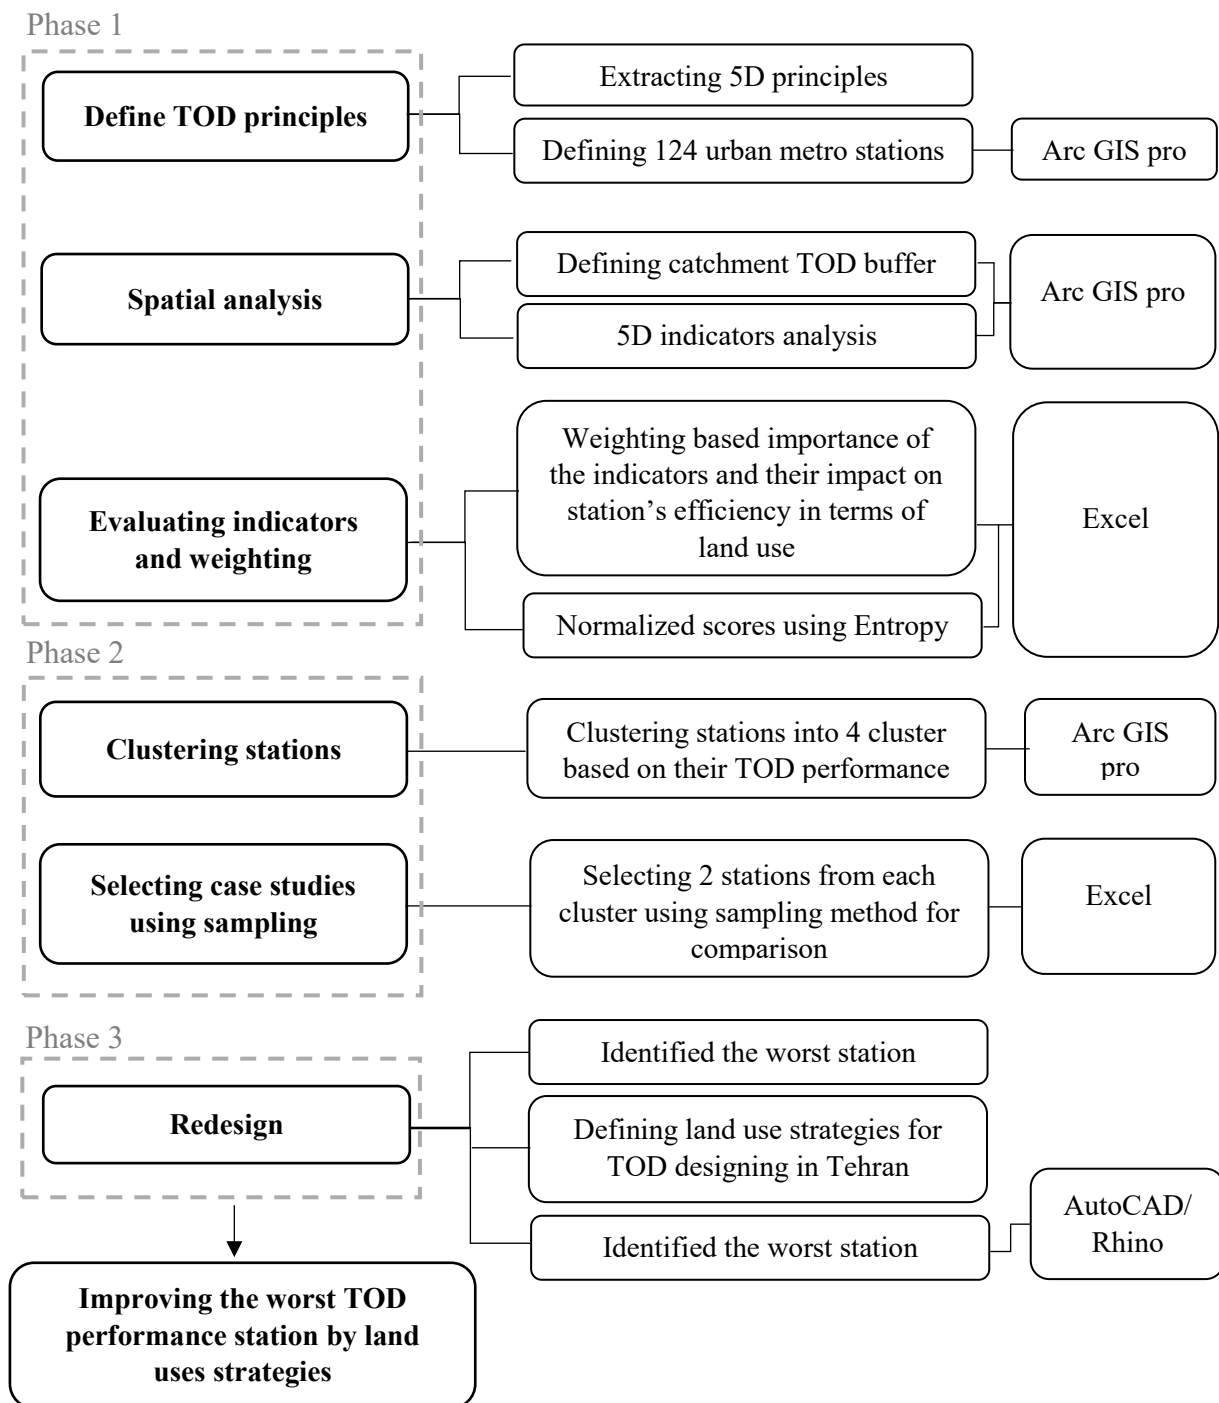 Phase 1
Define TOD principles
Extracting 5D principles
Defining 124 urban metro stations
Arc GIS pro
Spatial analysis
Defining catchment TOD buffer
5D indicators analysis
Arc GIS pro
Evaluating indicators
and weighting
Weighting based importance of
the indicators and their impact on
station’s efficiency in terms of
land use
Normalized scores using Entropy
Excel
Phase 2
Clustering stations
Clustering stations into 4 cluster
based on their TOD performance
Arc GIS
pro
Selecting case studies
using sampling
Selecting 2 stations from each
cluster using sampling method for
comparison
Excel
Phase 3
Redesign
Identified the worst station
Defining land use strategies for
TOD designing in Tehran
Identified the worst station
AutoCAD/
Rhino
Improving the worst TOD
performance station by land
uses strategies